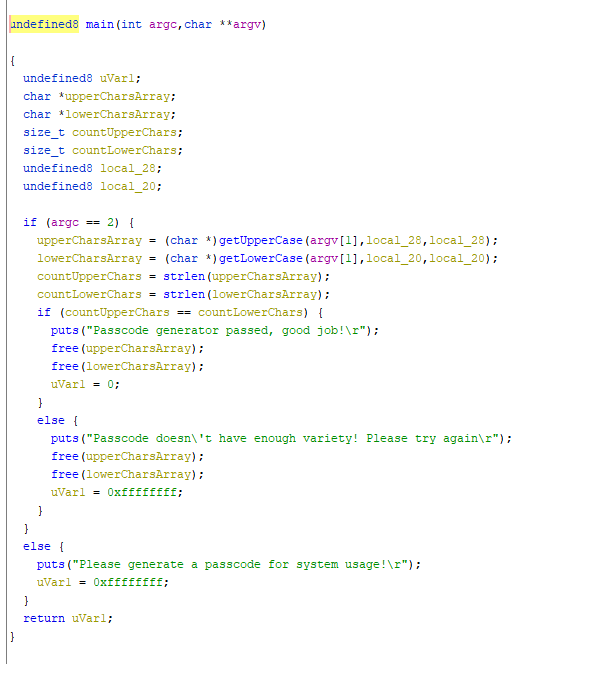 undefined8 main(int argc,char **argv)
{
undefined8 uVar1;
char *upperCharsArray;
char *lowerCharsArray;
size_t countUpperChars;
size_t countLowerChars;
undefined8 local_28;
undefined8 local_20;
if (argc == 2) {
upperCharsArray = (char *)getUpperCase(argv[1],local_28,local_28);
lowerCharsArray = (char *)getLowerCase(argv[1],local_20,local_20);
countUpperChars = strlen(upperCharsArray);
countLowerChars = strlen(lowerCharsArray);
if (countUpperChars == countLowerChars) {
puts("Passcode generator passed, good job!\r");
free(upperCharsArray);
free(lowerCharsArray);
uVar1 = 0;
}
else {
puts("Passcode doesn\'t have enough variety! Please try again\r");
free(upperCharsArray);
free(lowerCharsArray);
uVar1 = 0xffffffff;
}
}
else {
puts("Please generate a passcode for system usage!\r");
uVar1 = 0xffffffff;
}
return uVar1;
}